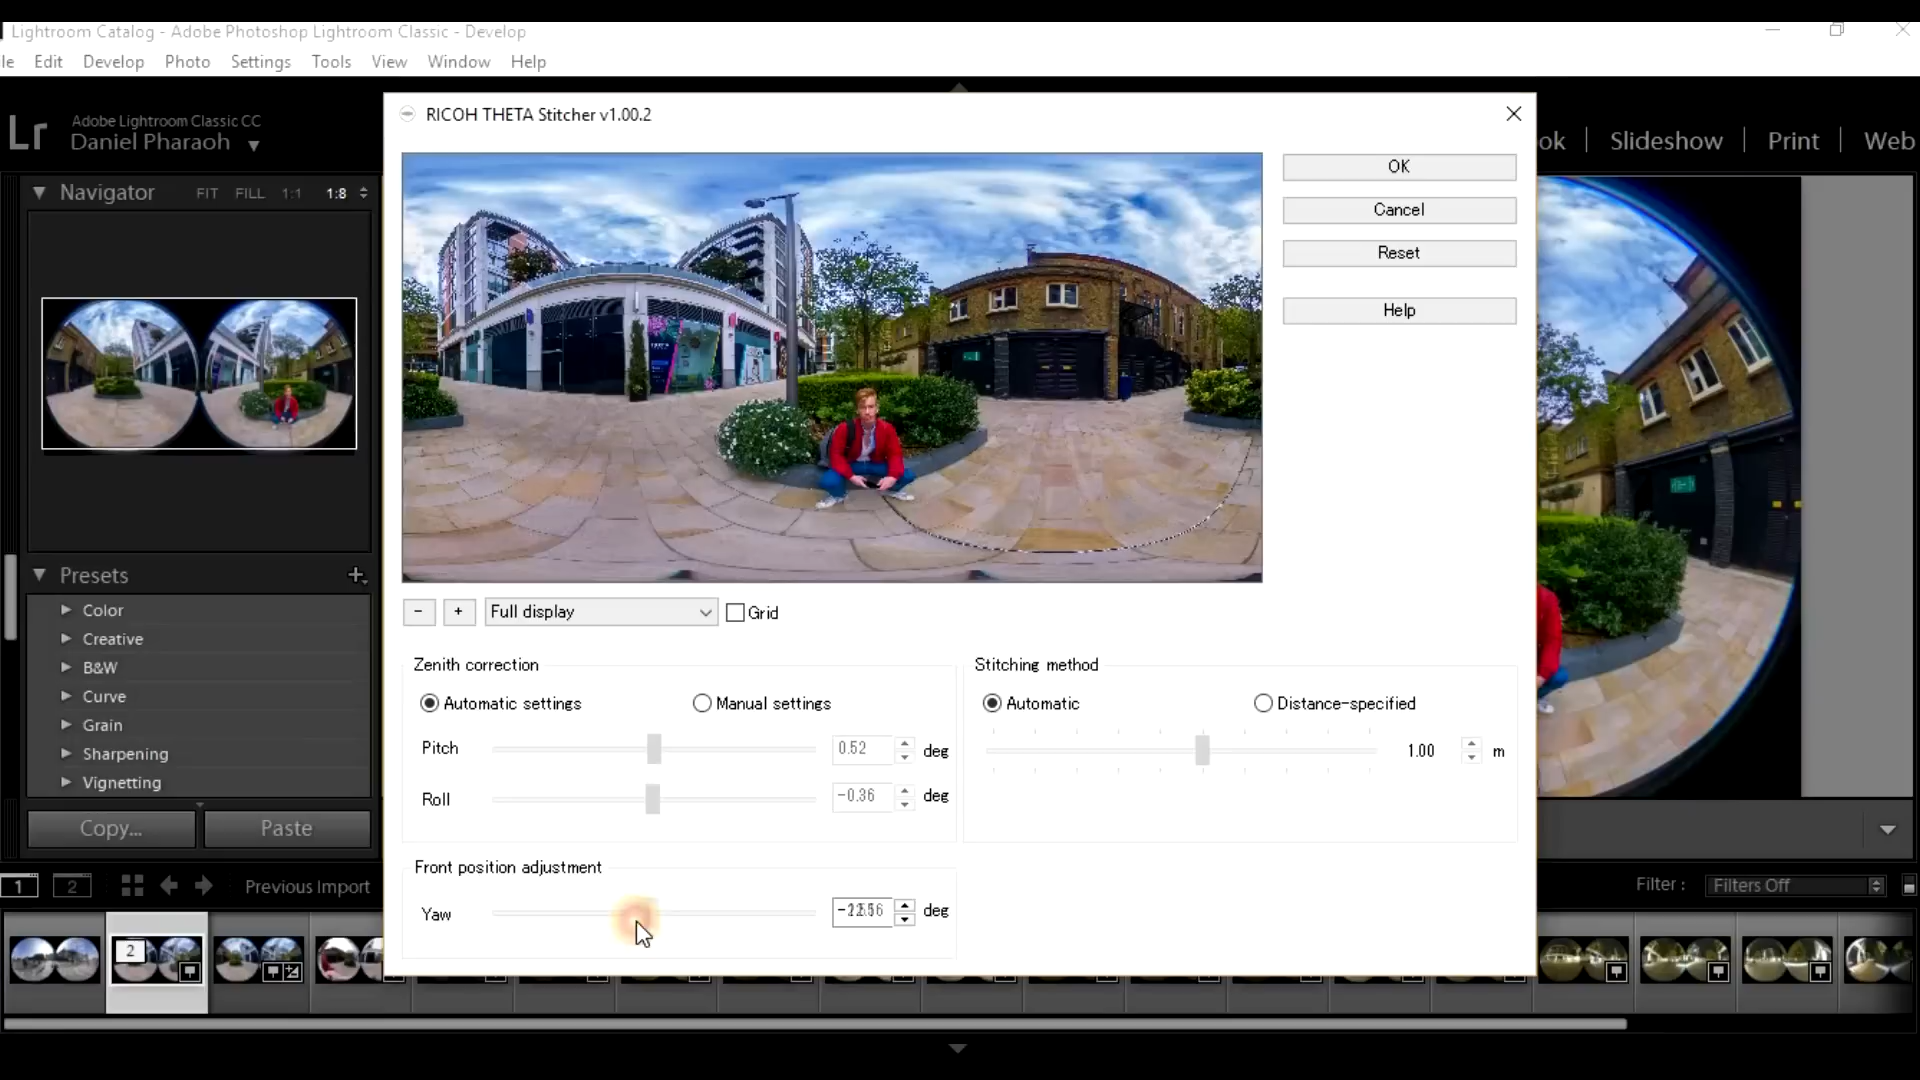 Lightroom Catalog - Adobe Photoshop Lightroom Classic - Develop
le Edit Develop Photo Settings Tools View Window Help
Lr
Adobe Lightroom Classic CC
Daniel Pharaoh
ok | Slideshow | Print | Web
Navigator FIT FILL 1:1 1:8
RICOH THETA Stitcher v1.00.2
OK
Cancel
Reset
Help
- + Full display Grid
Presets +
Color
Creative
B&W
Curve
Grain
Sharpening
Vignetting
Copy... Paste
Zenith correction
Automatic settings Manual settings
Pitch 0.52 deg
Roll -0.36 deg
Stitching method
Automatic Distance-specified
1.00 m
Front position adjustment
Yaw deg
1 2 Previous Import
Filter : Filters Off
2